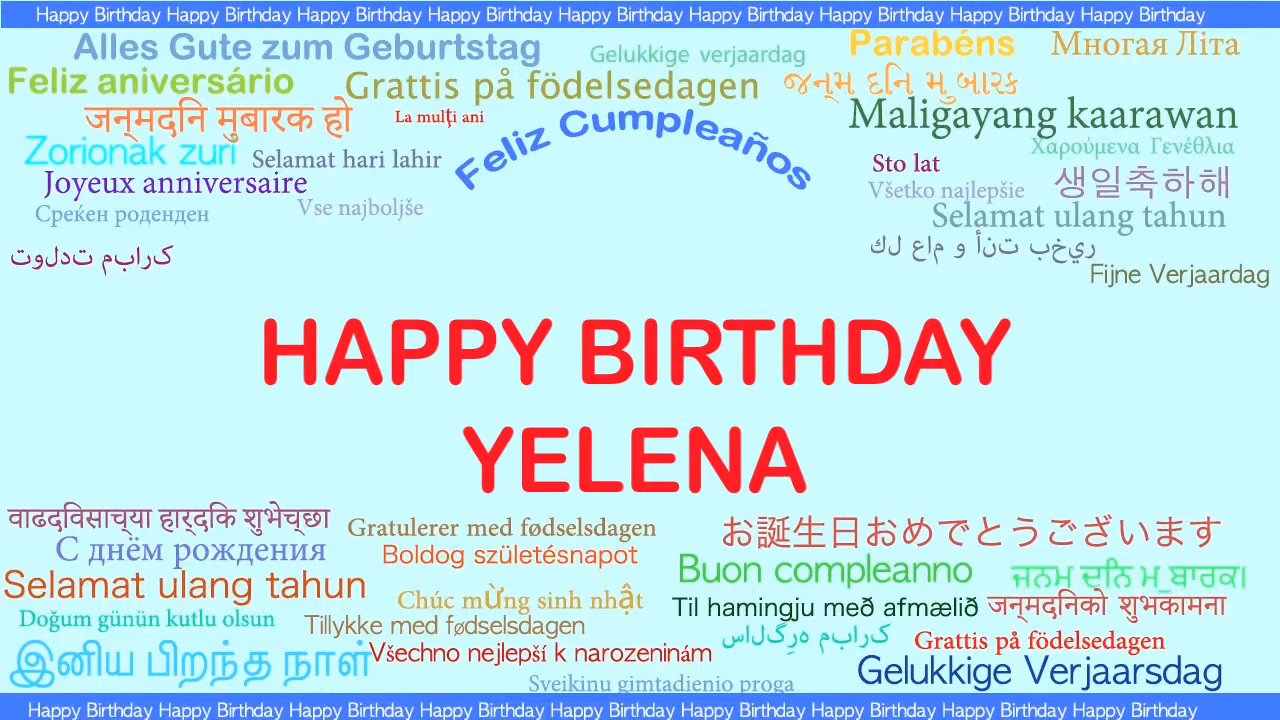 Happy Birthday Happy Birthday Happy Birthday Happy Birthday Happy Birthday Happy Birthday Happy Birthday Happy Birthday Happy Birthday
Alles Gute zum Geburtstag
Gelukkige verjaardag
Parabéns
Многая Літа
Feliz aniversário
Grattis på födelsedagen
જન્મ દિન મુબારક
जन्मदिन मुबारक हो
La mulţi ani
Feliz Cumpleaños
Maligayang kaarawan
Zorionak zuri
Selamat hari lahir
Sto lat
Χαρούμενα Γενέθλια
Joyeux anniversaire
Všetko najlepšie
생일축하해
Среќен роденден
Vse najboljše
Selamat ulang tahun
تولدت مبارک
كل عام و أنت بخير
Fijne Verjaardag
HAPPY BIRTHDAY
YELENA
वाढदिवसाच्या हार्दिक शुभेच्छा
Gratulerer med fødselsdagen
お誕生日おめでとうございます
С днём рождения
Boldog születésnapot
Buon compleanno
ਜਨਮ ਦਿਨ ਮੁਬਾਰਕ।
Selamat ulang tahun
Chúc mừng sinh nhật
Til hamingju með afmælið
जन्मदिनको शुभकामना
Doğum günün kutlu olsun
Tillykke med fødselsdagen
سالگرہ مبارک
Grattis på födelsedagen
இனிய பிறந்த நாள்
Všechno nejlepší k narozeninám
Gelukkige Verjaarsdag
Sveikinu gimtadienio proga
Happy Birthday Happy Birthday Happy Birthday Happy Birthday Happy Birthday Happy Birthday Happy Birthday Happy Birthday Happy Birthday